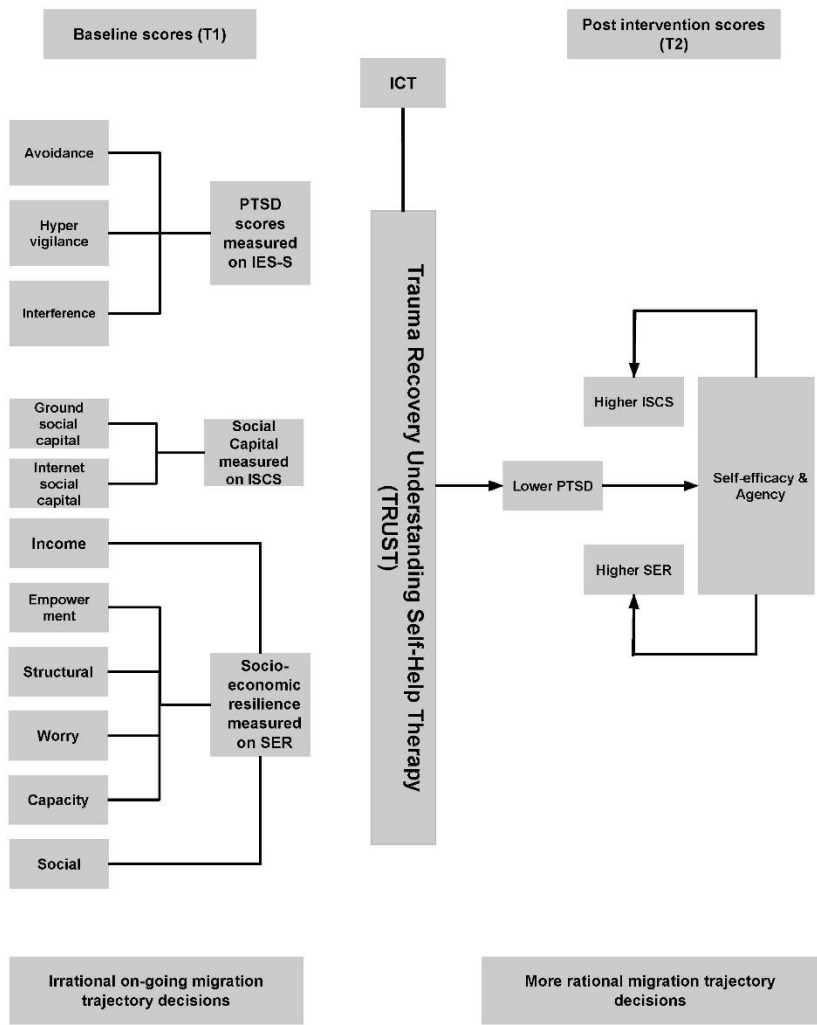 Baseline scores (T1)
Post intervention scores
(T2)
ICT
Avoidance
Hyper
vigilance
Interference
PTSD
scores
measured
on IES-S
Ground
social
capital
Internet
social
capital
Social
Capital
measured
on ISCS
Income
Empower
ment
Structural
Worry
Capacity
Social
Socio-
economic
resilience
measured
on SER
Trauma Recovery Understanding Self-Help Therapy
(TRUST)
Lower PTSD
Higher ISCS
Higher SER
Self-efficacy &
Agency
Irrational on-going migration
trajectory decisions
More rational migration trajectory
decisions